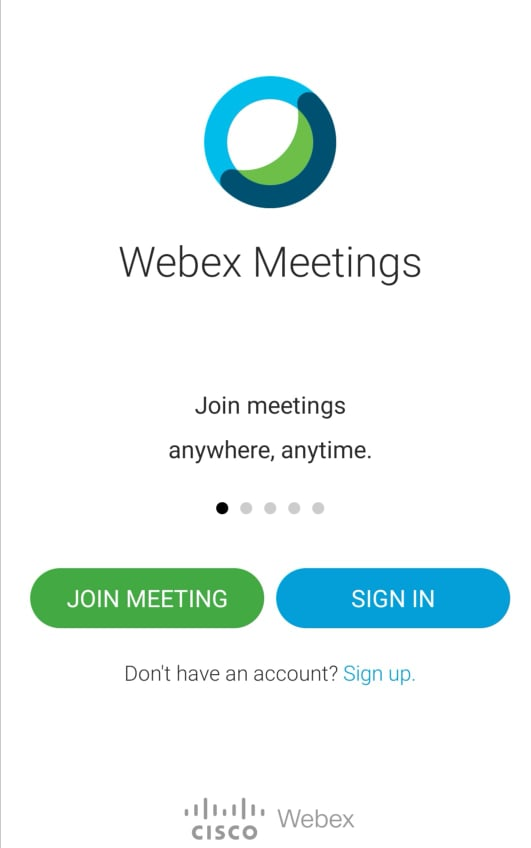 Webex Meetings
Join meetings
anywhere, anytime.
JOIN MEETING
SIGN IN
Don't have an account? Sign up.
CISCO Webex